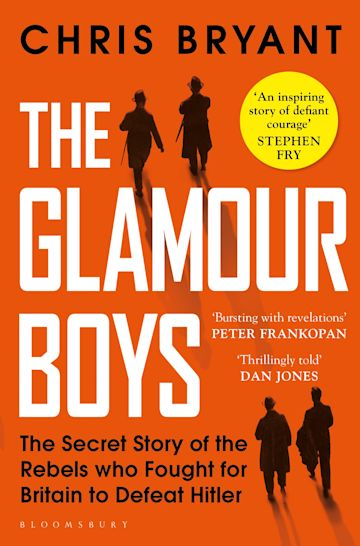 CHRIS BRYANT
THE
GLAMOUR
BOYS
‘An inspiring
story of defiant
courage’
STEPHEN
FRY
‘Bursting with revelations’
PETER FRANKOPAN
‘Thrillingly told’
DAN JONES
The Secret Story of the
Rebels who Fought for
Britain to Defeat Hitler
BLOOMSBURY